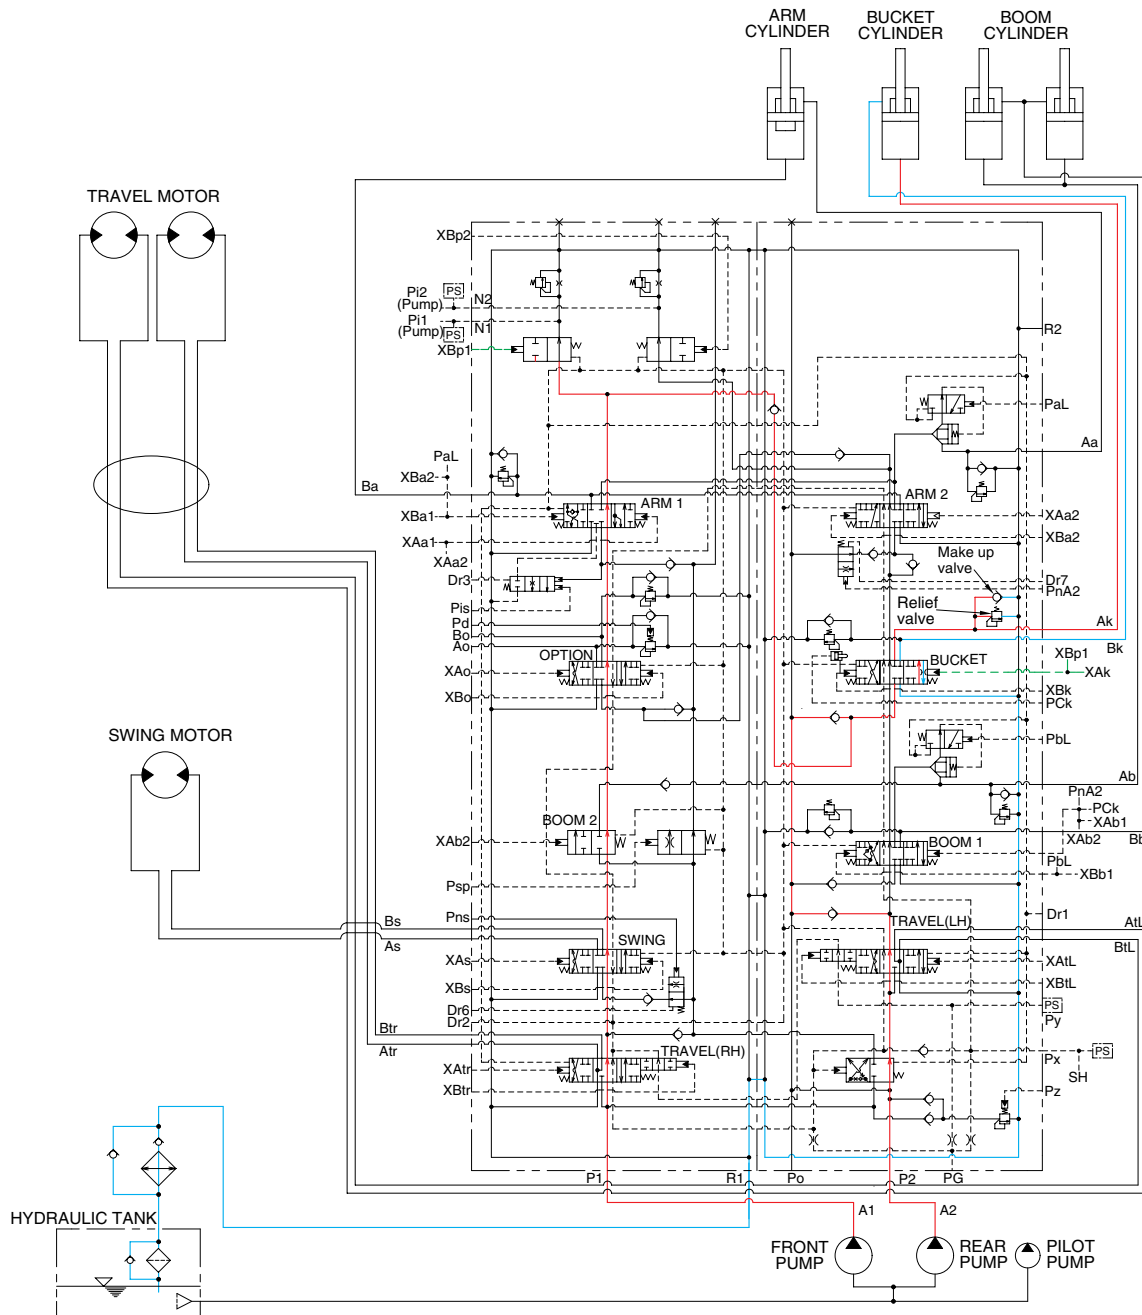 ARM
CYLINDER
BUCKET
CYLINDER
BOOM
CYLINDER
TRAVEL MOTOR
XBp2
PS
Pi2
(Pump)
N2
Pi1
(Pump)
PS
N1
XBp1
R2
PaL
Aa
PaL
XBa2
Ba
XBa1
ARM 1
ARM 2
XAa2
XBa2
XAa1
XAa2
Make up
valve
Dr3
Dr7
PnA2
Pis
Relief
valve
Pd
Bo
Ao
Ak
Bk
OPTION
BUCKET
XBp1
XAo
XAk
XBo
XBk
PCk
SWING MOTOR
PbL
Ab
PnA2
PCk
XAb1
XAb2
Bb
BOOM 2
XAb2
BOOM 1
PbL
XBb1
Psp
Pns
Dr1
Bs
TRAVEL(LH)
AtL
As
SWING
BtL
XAs
XAtL
XBs
XBtL
Dr6
Dr2
PS
Py
Btr
Atr
TRAVEL(RH)
Px
PS
XAtr
SH
XBtr
Pz
P1
R1
Po
P2
PG
A1
A2
HYDRAULIC TANK
FRONT
PUMP
REAR
PUMP
PILOT
PUMP